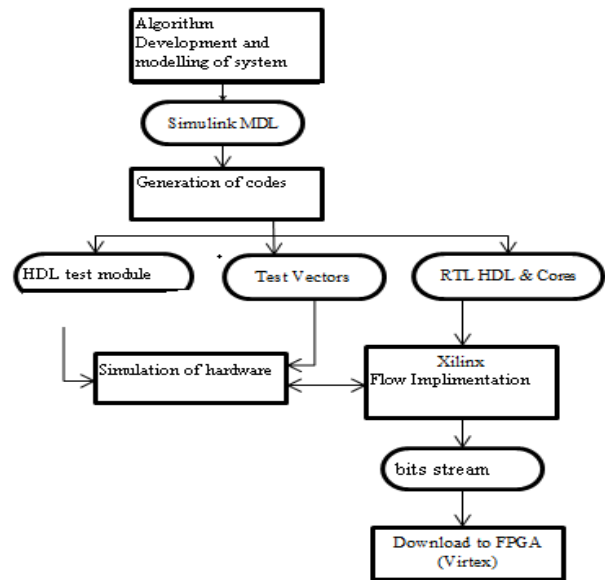 Algorithm
Development and
modelling of system
Simulink MDL
Generation of codes
HDL test module
Test Vectors
RTL HDL & Cores
Simulation of hardware
Xilinx
Flow Implimentation
bits stream
Download to FPGA
(Virtex)